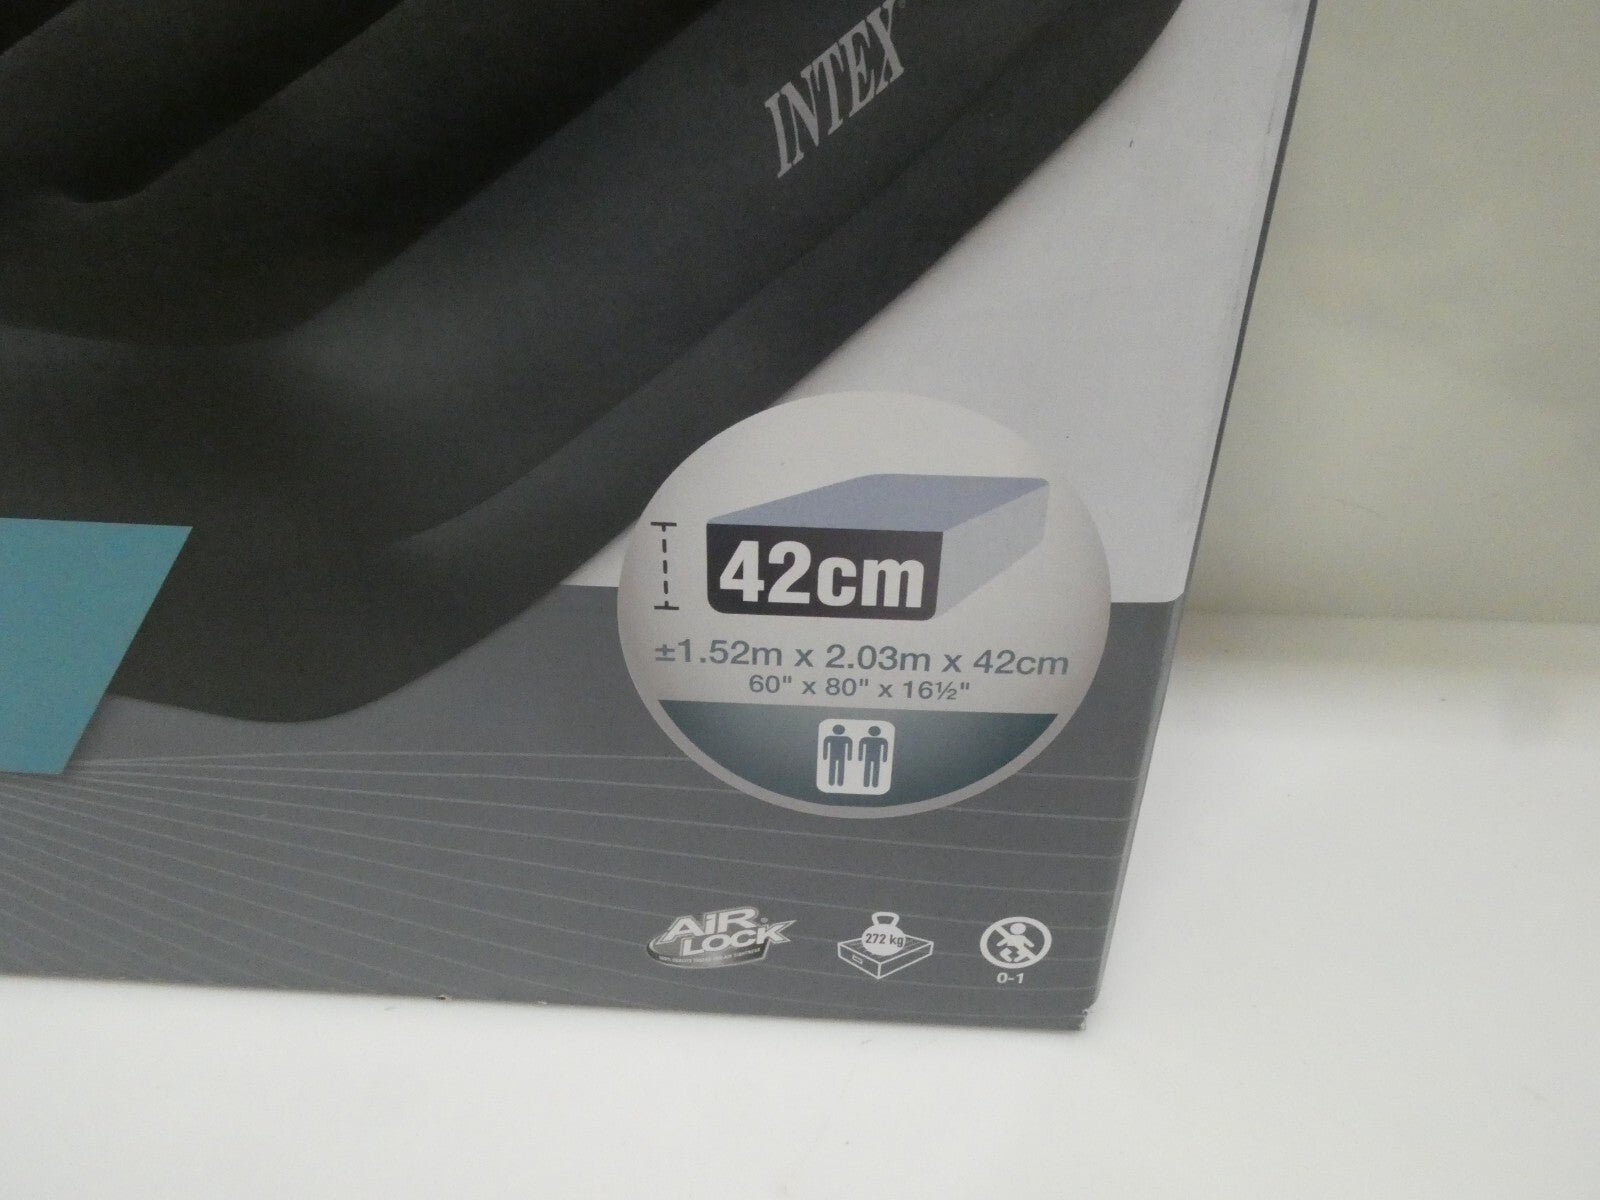 INTEX
42cm
±1.52m x 2.03m x 42cm
60" x 80" x 16½"
AIR LOCK
272 kg
0-1